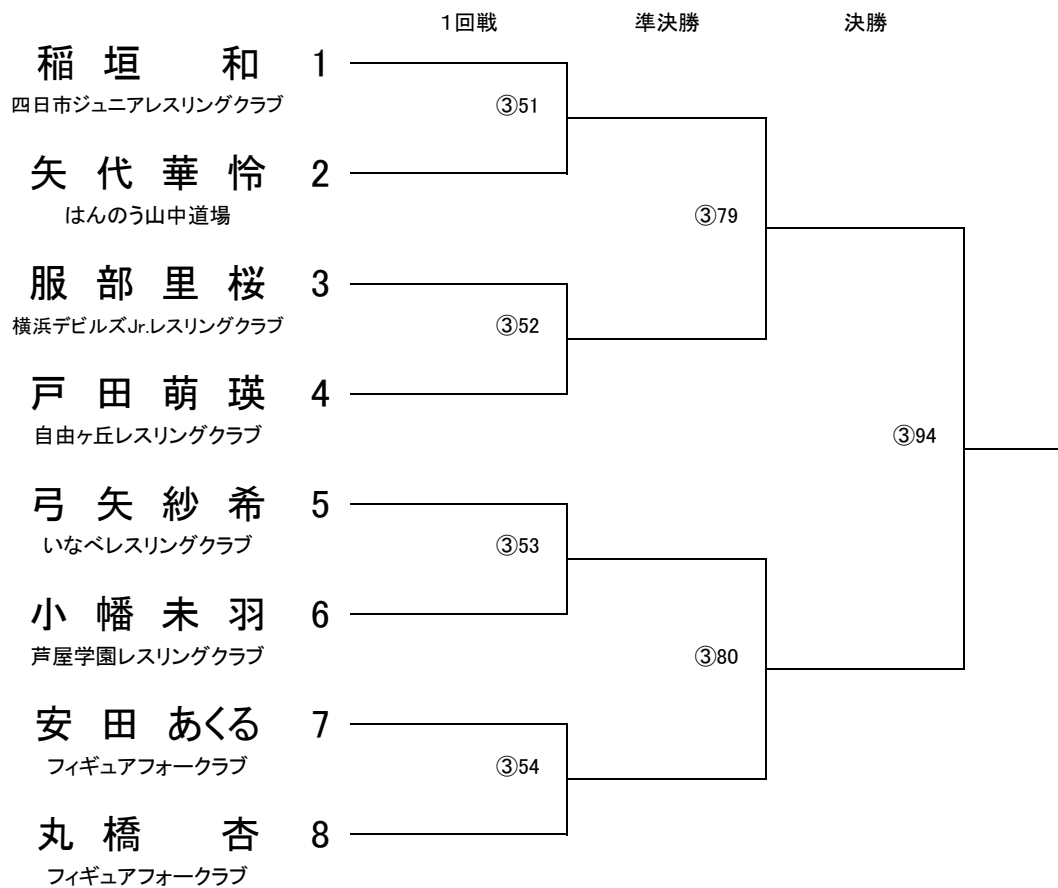 1回戦 準決勝 決勝
稲垣 和 1
四日市ジュニアレスリングクラブ
③51
矢代華怜 2
はんのう山中道場
③79
服部里桜 3
横浜デビルズJr.レスリングクラブ
③52
戸田萌瑛 4
自由ヶ丘レスリングクラブ
③94
弓矢紗希 5
いなべレスリングクラブ
③53
小幡未羽 6
芦屋学園レスリングクラブ
③80
安田あくる 7
フィギュアフォークラブ
③54
丸橋 杏 8
フィギュアフォークラブ